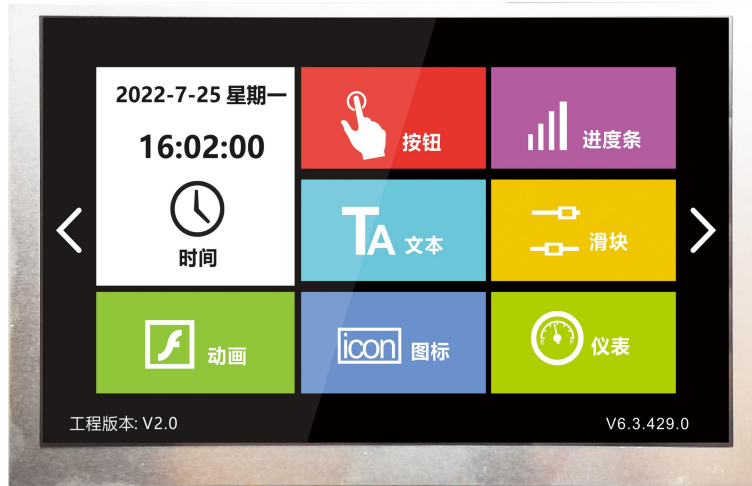 2022-7-25 星期一
16:02:00
时间
按钮
进度条
TA 文本
滑块
动画
icon 图标
仪表
工程版本: V2.0
V6.3.429.0